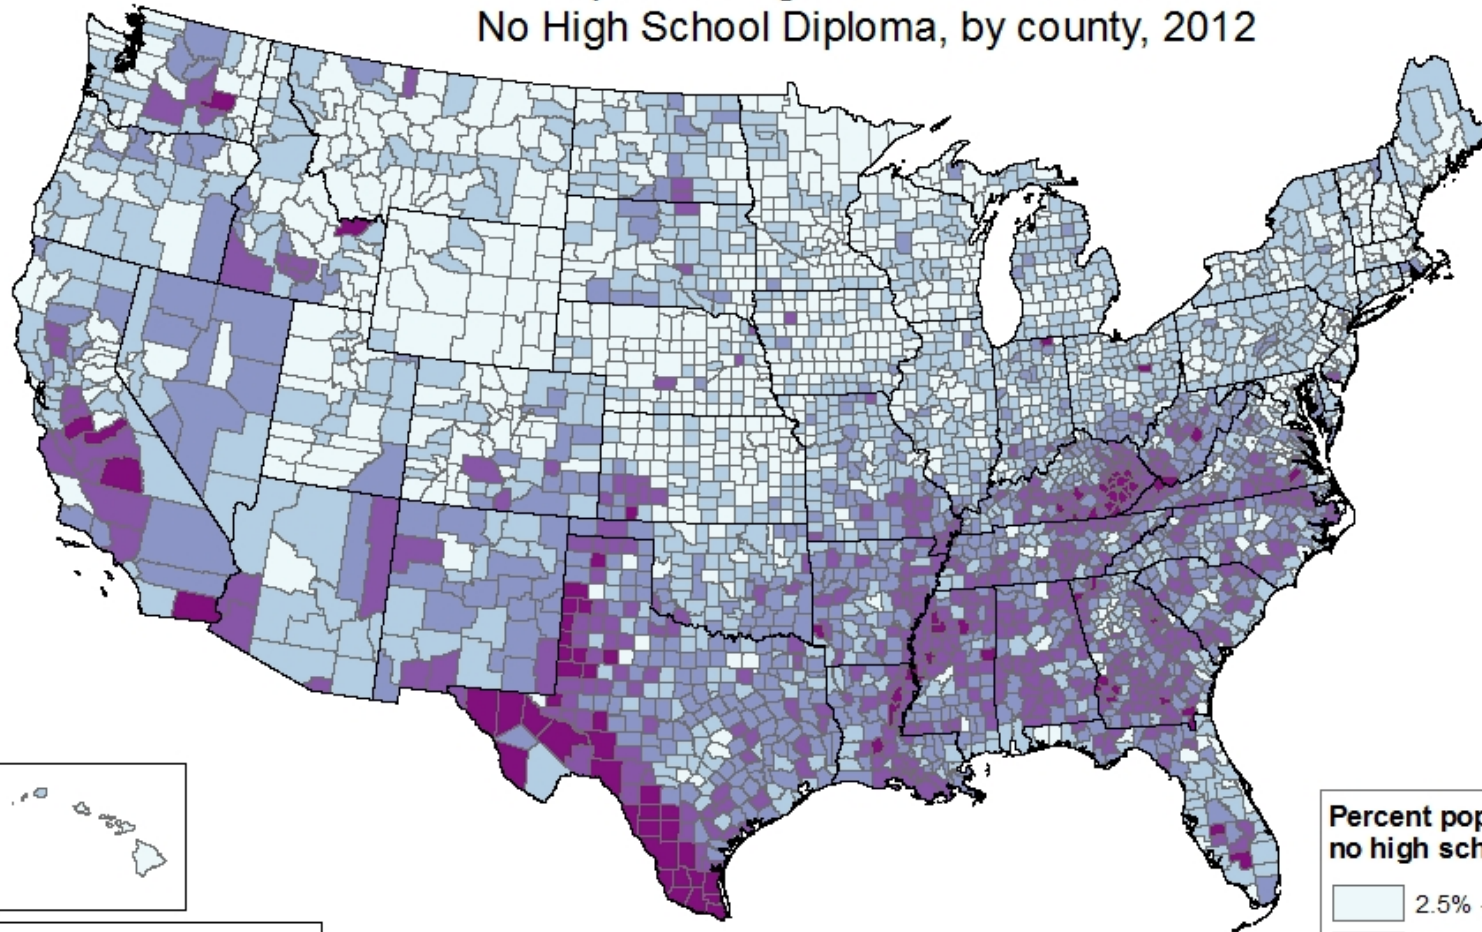 No High School Diploma, by county, 2012
Percent pop
no high sch
2.5%